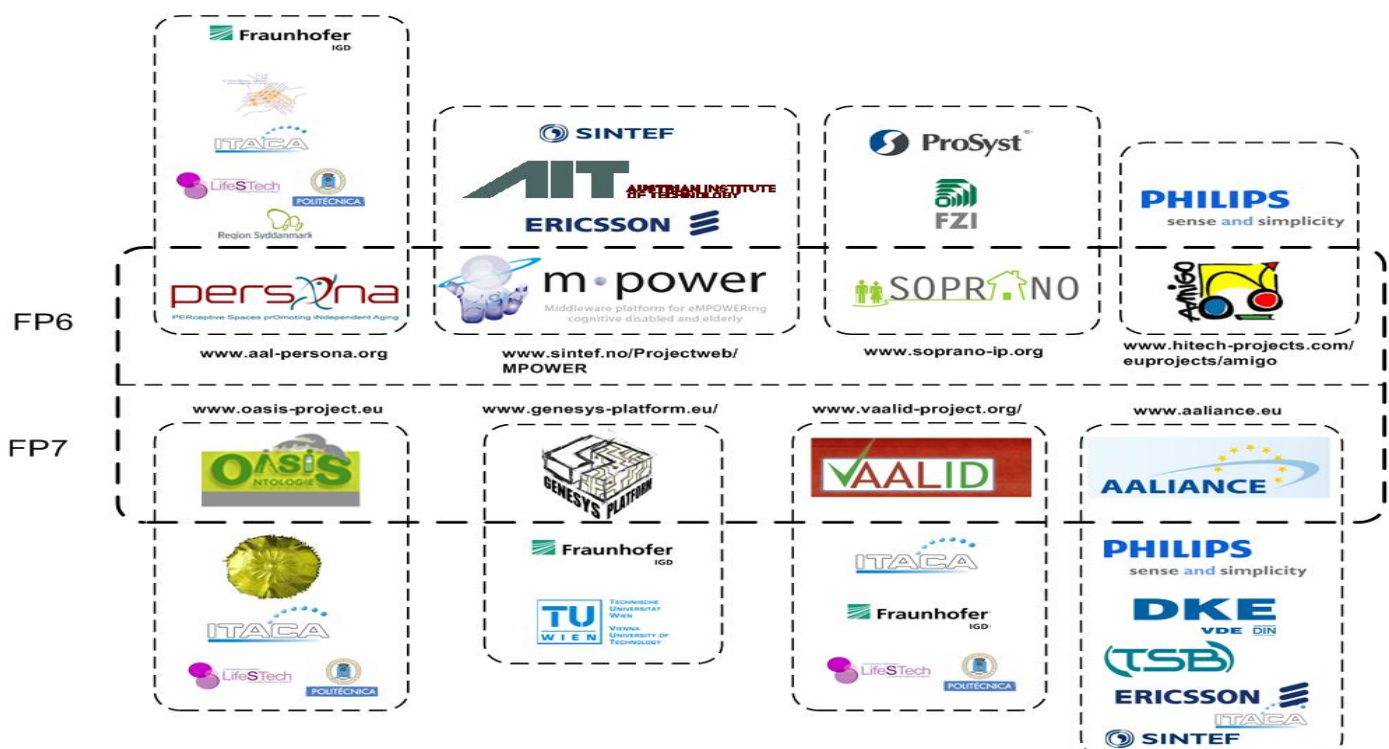 Fraunhofer
IGD
ITACA
LifeSTech
POLITÉCNICA
Region Syddanmark
SINTEF
AIT AUSTRIAN INSTITUTE
OF TECHNOLOGY
ERICSSON
ProSyst
FZI
PHILIPS
sense and simplicity
FP6
persona
PERceptive Spaces prOmoting iNdependent Aging
m•power
Middleware platform for eMPOWERing
cognitive disabled and elderly
SOPRANO
AMIGO
www.aal-persona.org
www.sintef.no/Projectweb/
MPOWER
www.soprano-ip.org
www.hitech-projects.com/
euprojects/amigo
FP7
www.oasis-project.eu
www.genesys-platform.eu/
www.vaalid-project.org/
www.aaliance.eu
OASIS
NTOLOGIE
GENESYS PLATFORM
VAALID
AALIANCE
ITACA
LifeSTech
POLITÉCNICA
Fraunhofer
IGD
TU
WIEN
TECHNISCHE
UNIVERSITÄT
WIEN
VIENNA
UNIVERSITY OF
TECHNOLOGY
ITACA
Fraunhofer
IGD
LifeSTech
POLITÉCNICA
PHILIPS
sense and simplicity
DKE
VDE DIN
TSB
ERICSSON
ITACA
SINTEF